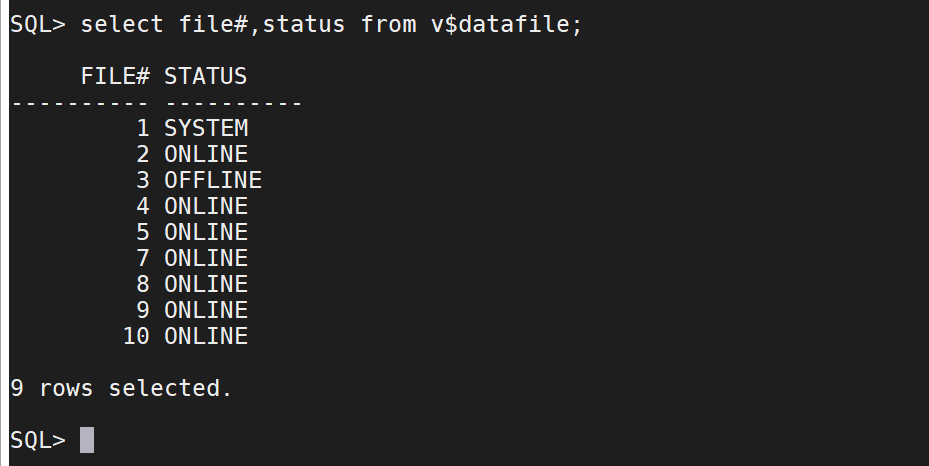 SQL> select file#,status from v$datafile;
     FILE# STATUS
---------- ----------
         1 SYSTEM
         2 ONLINE
         3 OFFLINE
         4 ONLINE
         5 ONLINE
         7 ONLINE
         8 ONLINE
         9 ONLINE
        10 ONLINE
9 rows selected.
SQL>